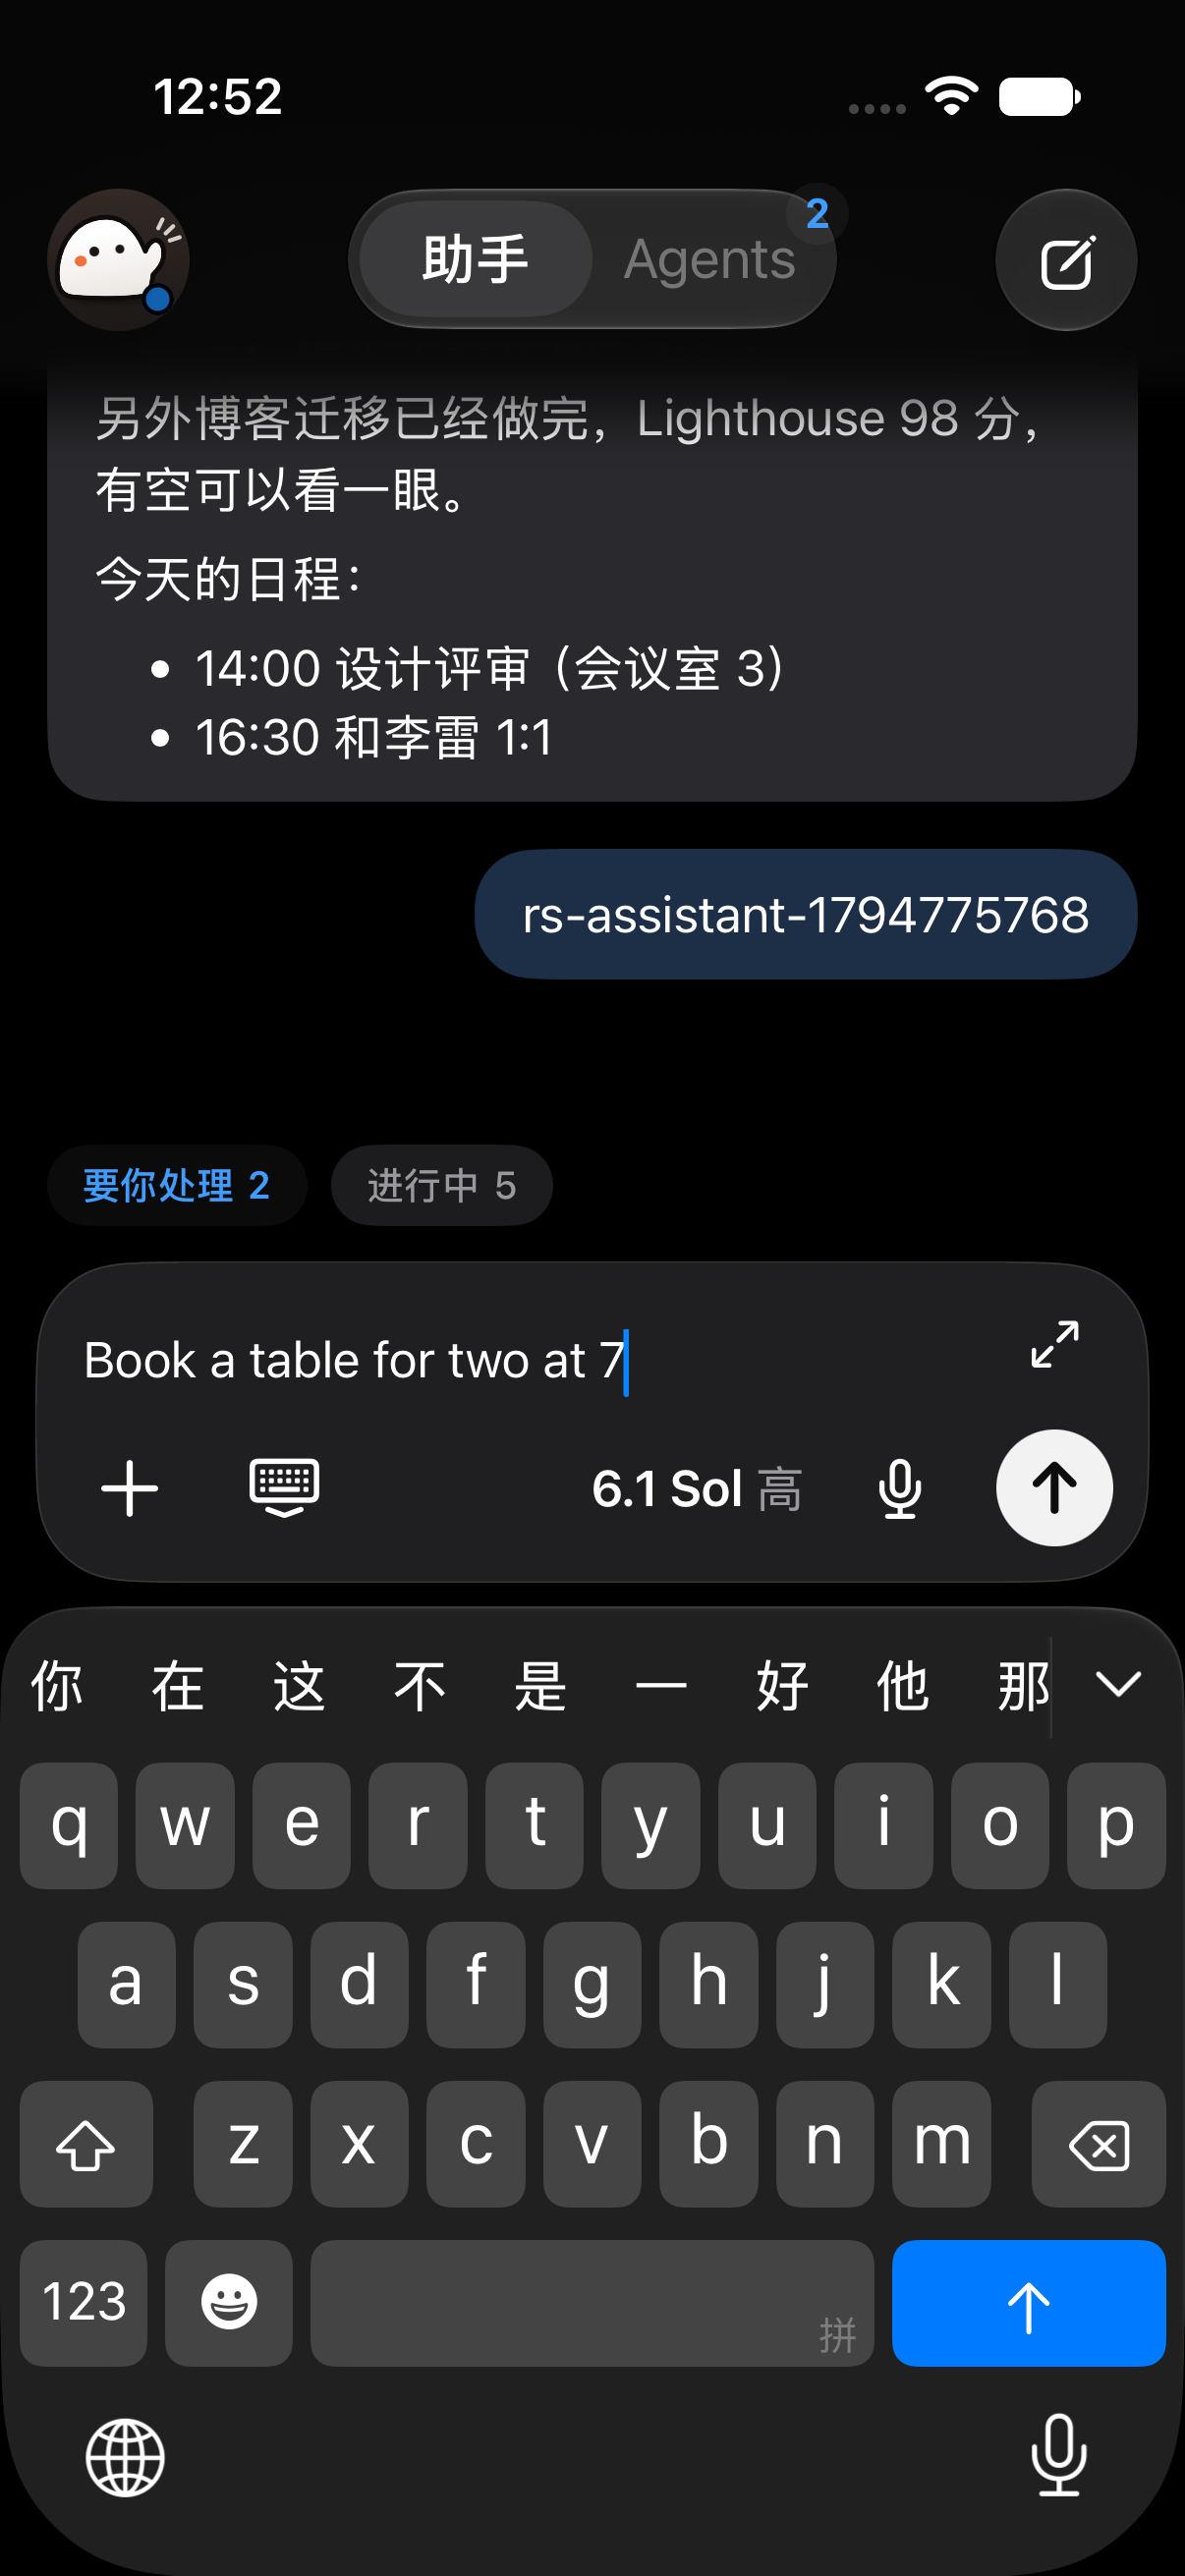 12:52
助手
Agents
2
另外博客迁移已经做完，Lighthouse 98 分，
有空可以看一眼。
今天的日程：
• 14:00 设计评审（会议室 3）
• 16:30 和李雷 1:1
rs-assistant-1794775768
要你处理 2
进行中 5
Book a table for two at 7
6.1 Sol 高
你 在 这 不 是 一 好 他 那
q w e r t y u i o p
a s d f g h j k l
z x c v b n m
123
拼